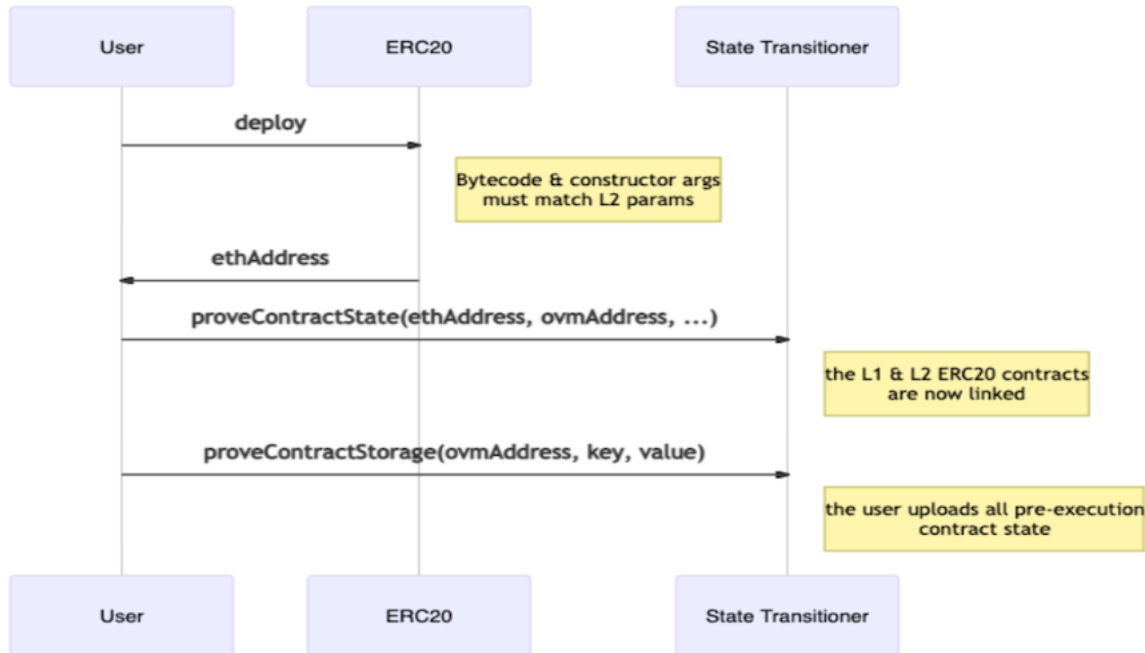 User
ERC20
State Transitioner
deploy
Bytecode & constructor args
must match L2 params
ethAddress
proveContractState(ethAddress, ovmAddress, ...)
the L1 & L2 ERC20 contracts
are now linked
proveContractStorage(ovmAddress, key, value)
the user uploads all pre-execution
contract state
User
ERC20
State Transitioner